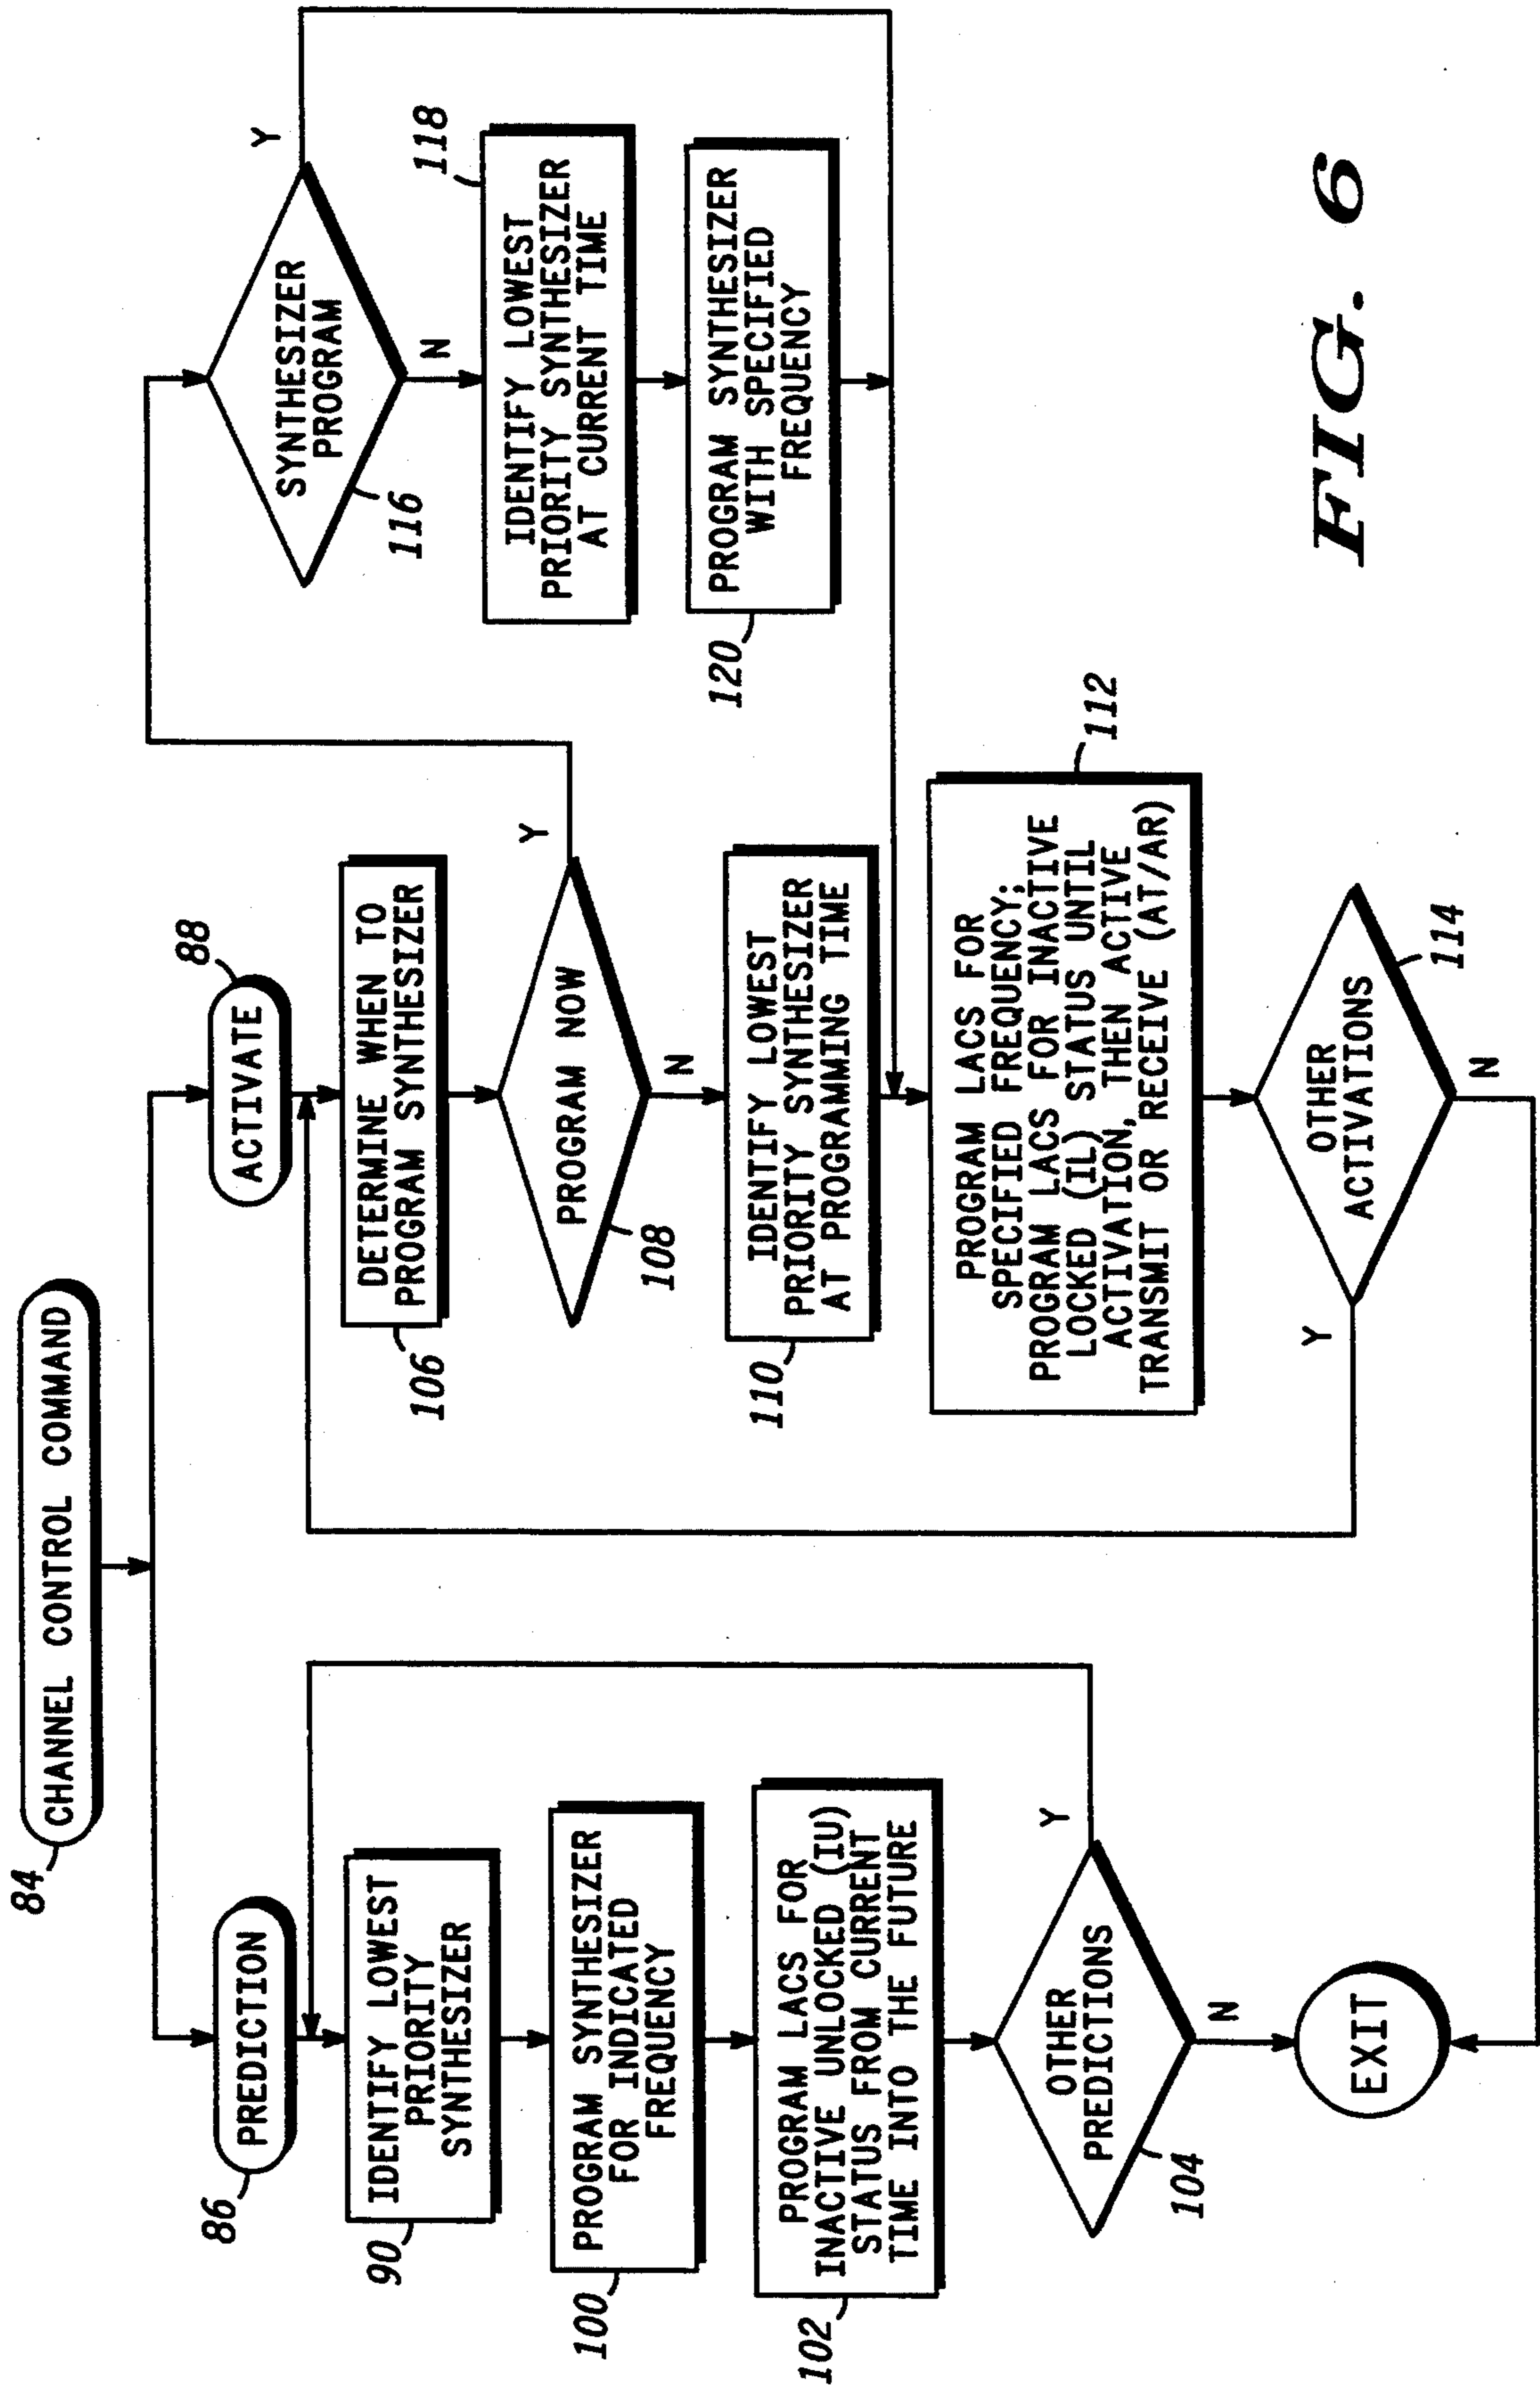 84
CHANNEL CONTROL COMMAND
86
PREDICTION
90
IDENTIFY LOWEST
PRIORITY
SYNTHESIZER
100
PROGRAM SYNTHESIZER
FOR INDICATED
FREQUENCY
102
PROGRAM LACS FOR
INACTIVE UNLOCKED (IU)
STATUS FROM CURRENT
TIME INTO THE FUTURE
OTHER
PREDICTIONS
104
Y
N
EXIT
88
ACTIVATE
106
DETERMINE WHEN TO
PROGRAM SYNTHESIZER
PROGRAM NOW
108
Y
N
110
IDENTIFY LOWEST
PRIORITY SYNTHESIZER
AT PROGRAMMING TIME
112
PROGRAM LACS FOR
SPECIFIED FREQUENCY;
PROGRAM LACS FOR INACTIVE
LOCKED (IL) STATUS UNTIL
ACTIVATION, THEN ACTIVE
TRANSMIT OR RECEIVE (AT/AR)
OTHER
ACTIVATIONS
114
Y
N
SYNTHESIZER
PROGRAM
116
Y
N
118
IDENTIFY LOWEST
PRIORITY SYNTHESIZER
AT CURRENT TIME
120
PROGRAM SYNTHESIZER
WITH SPECIFIED
FREQUENCY
FIG. 6